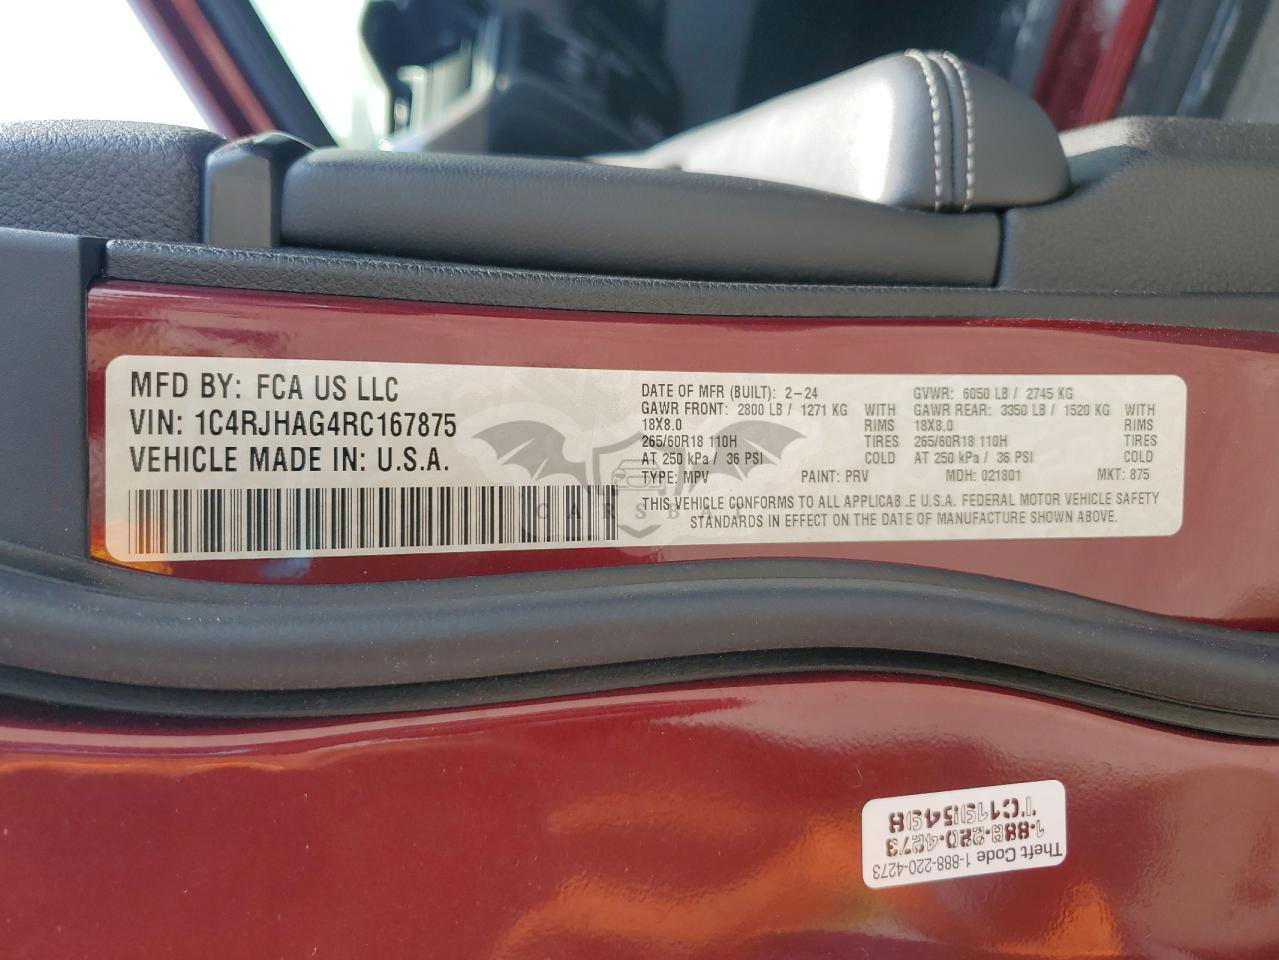 MFD BY: FCA US LLC
VIN: 1C4RJHAG4RC167875
VEHICLE MADE IN: U.S.A.
DATE OF MFR (BUILT): 2-24
GAWR FRONT: 2800 LB / 1271 KG WITH
18X8.0 RIMS
265/60R18 110H TIRES
AT 250 kPa / 36 PSI COLD
TYPE: MPV PAINT: PRV
GVWR: 6050 LB / 2745 KG
GAWR REAR: 3350 LB / 1520 KG WITH
18X8.0 RIMS
265/60R18 110H TIRES
AT 250 kPa / 36 PSI COLD
MDH: 021801 MKT: 875
THIS VEHICLE CONFORMS TO ALL APPLICAB.E U.S.A. FEDERAL MOTOR VEHICLE SAFETY
STANDARDS IN EFFECT ON THE DATE OF MANUFACTURE SHOWN ABOVE.
CARSBAT
Theft Code 1-888-220-4273
1-888-220-4273